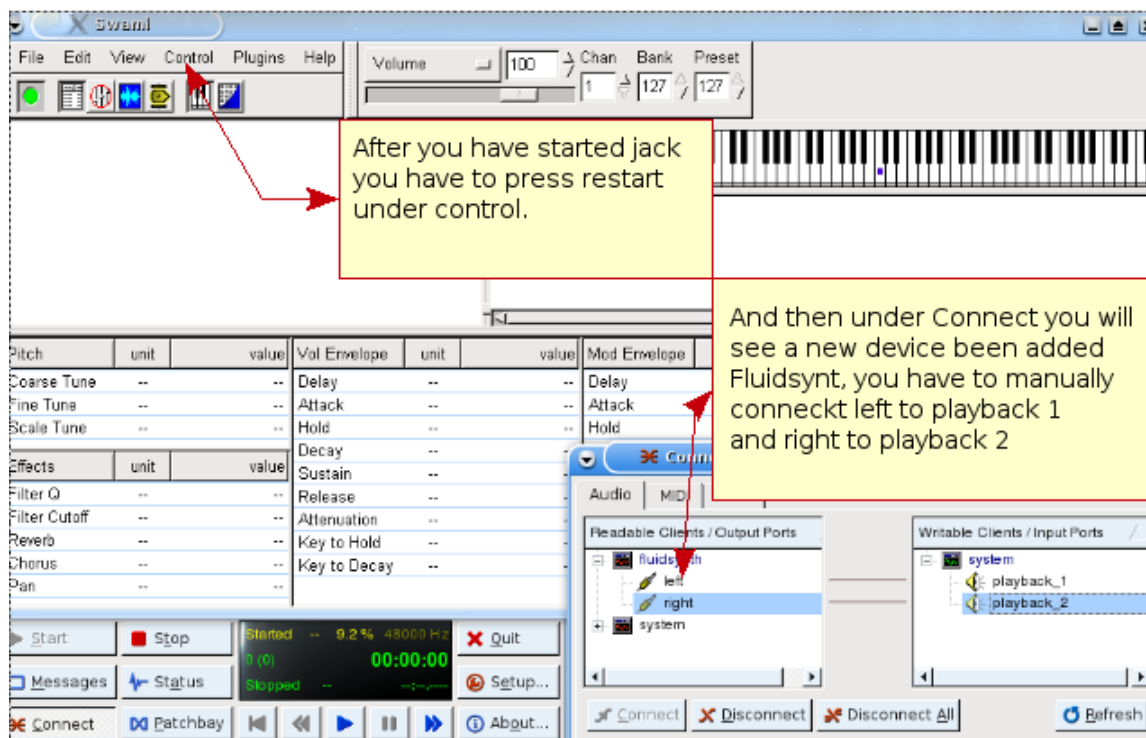 Swami
File Edit View Control Plugins Help
Volume 100
Chan Bank Preset
1 127 127
After you have started jack
you have to press restart
under control.
And then under Connect you will
see a new device been added
Fluidsynt, you have to manually
conneckt left to playback 1
and right to playback 2
Pitch unit value
Coarse Tune -- --
Fine Tune -- --
Scale Tune -- --
Effects unit value
Filter Q -- --
Filter Cutoff -- --
Reverb -- --
Chorus -- --
Pan -- --
Vol Envelope unit value
Delay -- --
Attack -- --
Hold -- --
Decay --
Sustain --
Release --
Attenuation --
Key to Hold --
Key to Decay --
Mod Envelope
Delay
Attack
Hold
Audio MIDI
Readable Clients / Output Ports
fluidsynth
left
right
system
Writable Clients / Input Ports
system
playback_1
playback_2
Connect Disconnect Disconnect All Refresh
Start Stop
Started -- 9.2 % 48000 Hz
0 (0) 00:00:00
Stopped -- --:--.----
Quit
Messages Status Setup...
Connect Patchbay About...